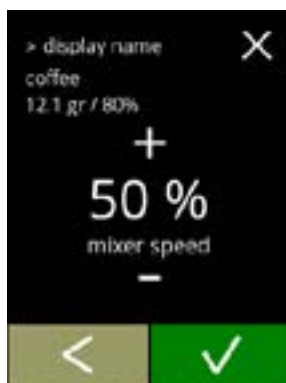 > display name
coffee
12.1 gr / 80%
+
50 %
mixer speed
-
<